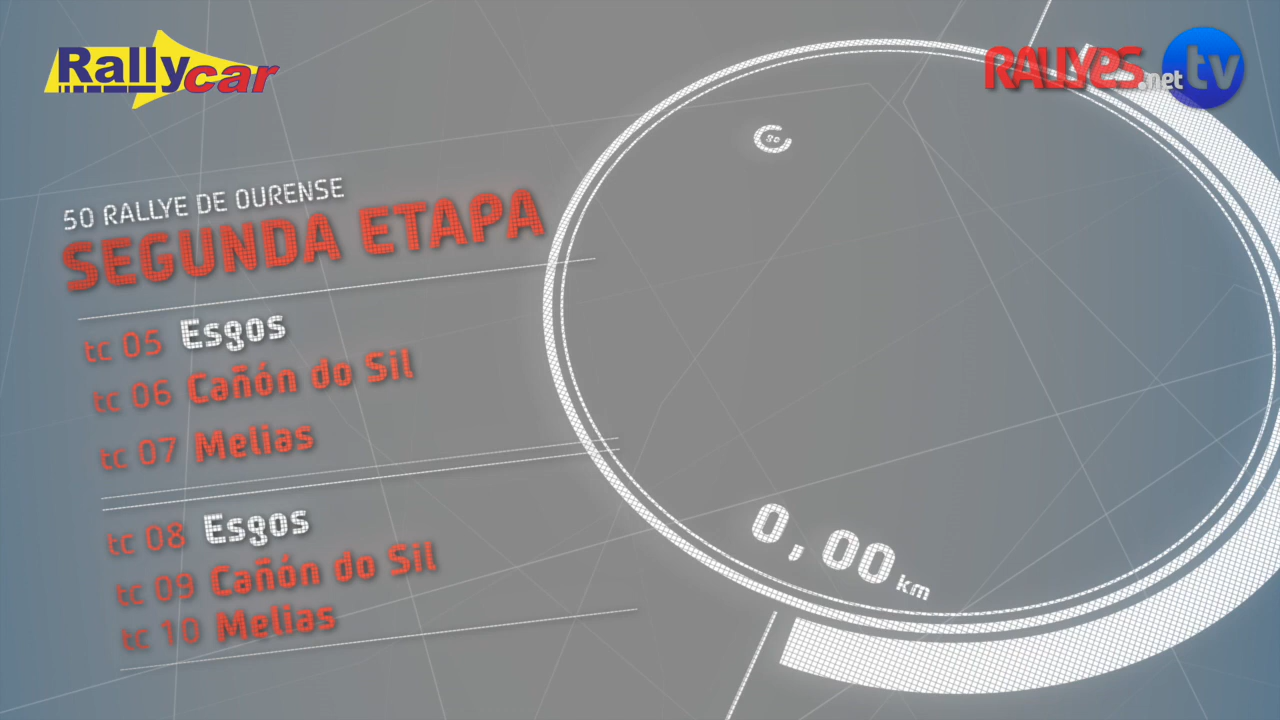 Rallycar
RALLYES.net tv
50 RALLYE DE OURENSE
SEGUNDA ETAPA
tc 05 Esgos
tc 06 Cañón do Sil
tc 07 Melias
tc 08 Esgos
tc 09 Cañón do Sil
tc 10 Melias
0,00 km